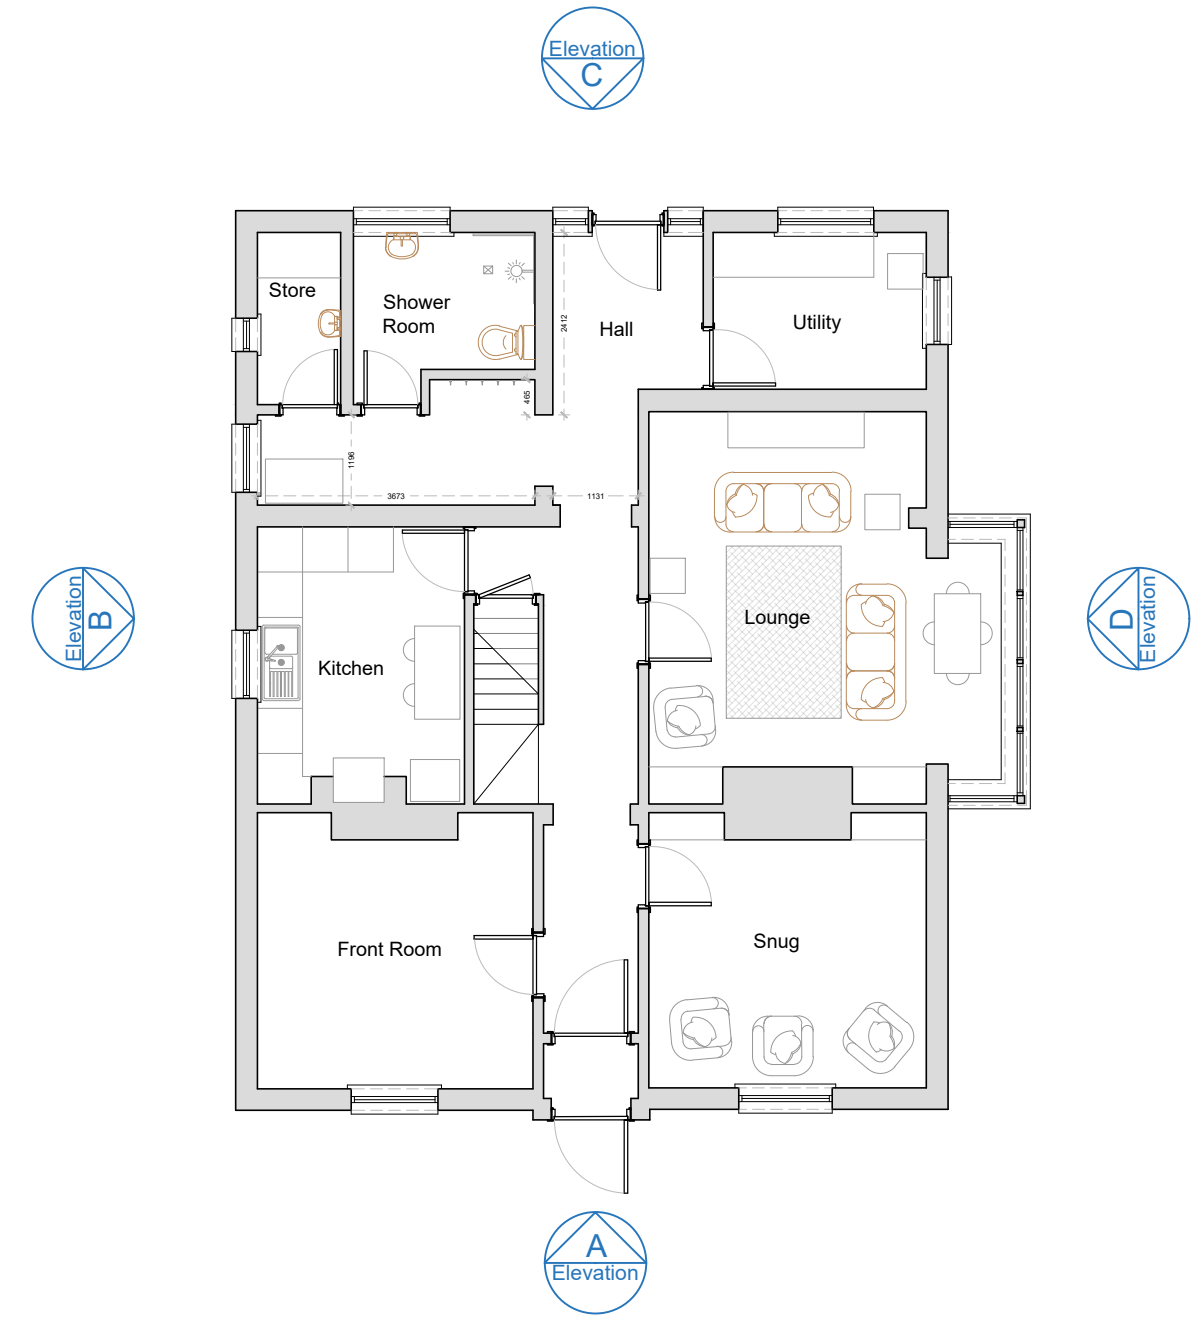 Elevation
C
Store
Shower
Room
2412
Hall
Utility
465
1196
3673
1131
Elevation
B
Lounge
D
Elevation
Kitchen
Front Room
Snug
A
Elevation